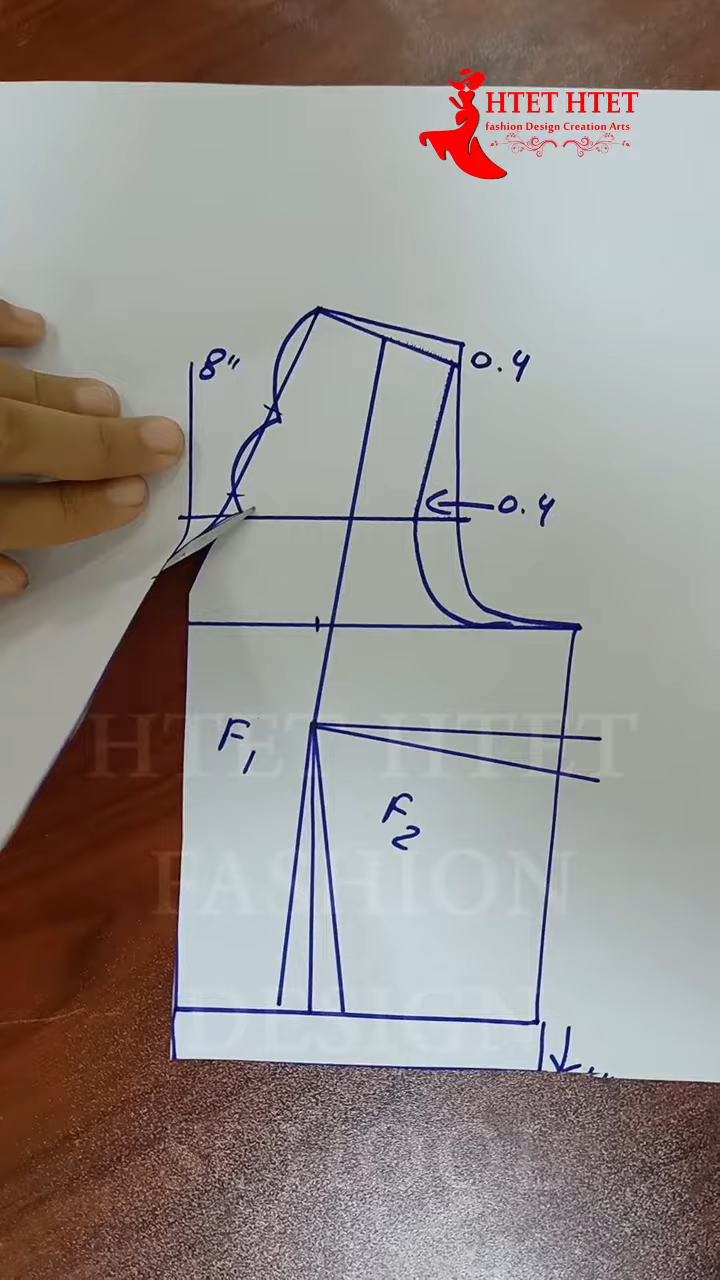 HTET HTET
fashion Design Creation Arts
8"
0.4
0.4
F1
F2
HTET HTET
FASHION
DESIGN